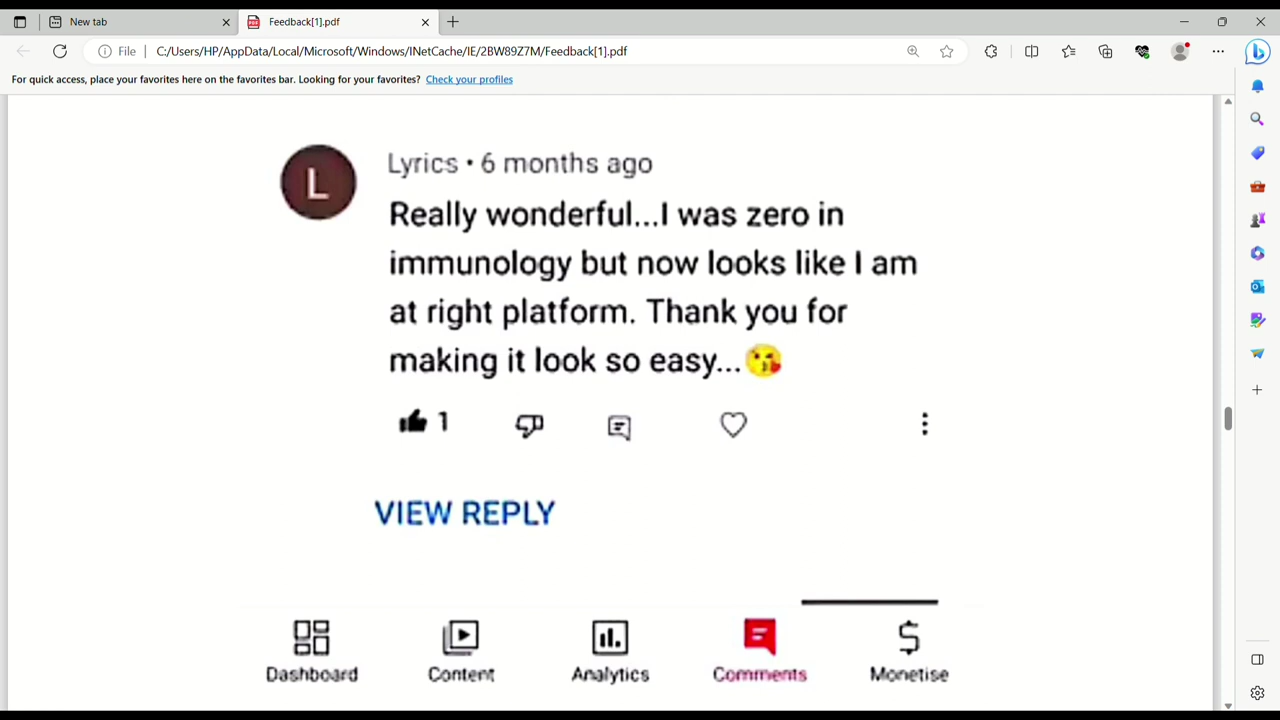 New tab
Feedback[1].pdf
File
C:/Users/HP/AppData/Local/Microsoft/Windows/INetCache/IE/2BW89Z7M/Feedback[1].pdf
For quick access, place your favorites here on the favorites bar. Looking for your favorites? Check your profiles
L
Lyrics • 6 months ago
Really wonderful...I was zero in
immunology but now looks like I am
at right platform. Thank you for
making it look so easy...😘
1
VIEW REPLY
Dashboard
Content
Analytics
Comments
Monetise